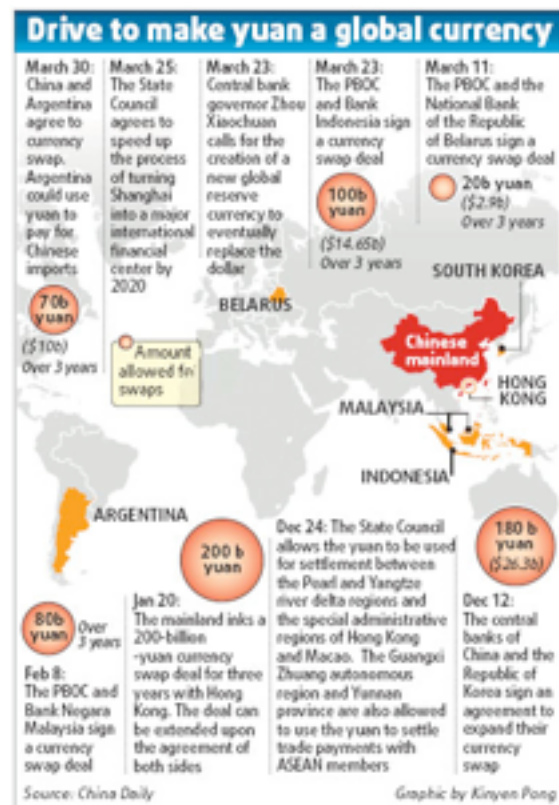 Drive to make yuan a global currency
March 30:
China and
Argentina
agree to
currency
swap.
Argentina
could use
yuan to
pay for
Chinese
imports
70b
yuan
($10b)
Over 3 years
March 25:
The State
Council
agrees to
speed up
the process
of turning
Shanghai
into a major
international
financial
center by
2020
March 23:
Central bank
governor Zhou
Xiaochuan
calls for the
creation of a
new global
reserve
currency to
eventually
replace the
dollar
March 23:
The PBOC
and Bank
Indonesia sign
a currency
swap deal
100b
yuan
($14.65b)
Over 3 years
March 11:
The PBOC and the
National Bank
of the Republic
of Belarus sign a
currency swap deal
20b yuan
($2.9b)
Over 3 years
SOUTH KOREA
BELARUS
Chinese
mainland
Amount
allowed fn
swaps
HONG
KONG
MALAYSIA
INDONESIA
ARGENTINA
80b
yuan
Over
3 years
Feb 8:
The PBOC and
Bank Negara
Malaysia sign
a currency
swap deal
200 b
yuan
Jan 20:
The mainland inks a
200-billion
-yuan currency
swap deal for three
years with Hong
Kong. The deal can
be extended upon
the agreement of
both sides
Dec 24: The State Council
allows the yuan to be used
for settlement between
the Pearl and Yangtze
river delta regions and
the special administrative
regions of Hong Kong
and Macao. The Guangxi
Zhuang autonomous
region and Yunnan
province are also allowed
to use the yuan to settle
trade payments with
ASEAN members
180 b
yuan
($26.3b)
Dec 12:
The central
banks of
China and the
Republic of
Korea sign an
agreement to
expand their
currency
swap
Source: China Daily
Graphic by Kinyen Pong